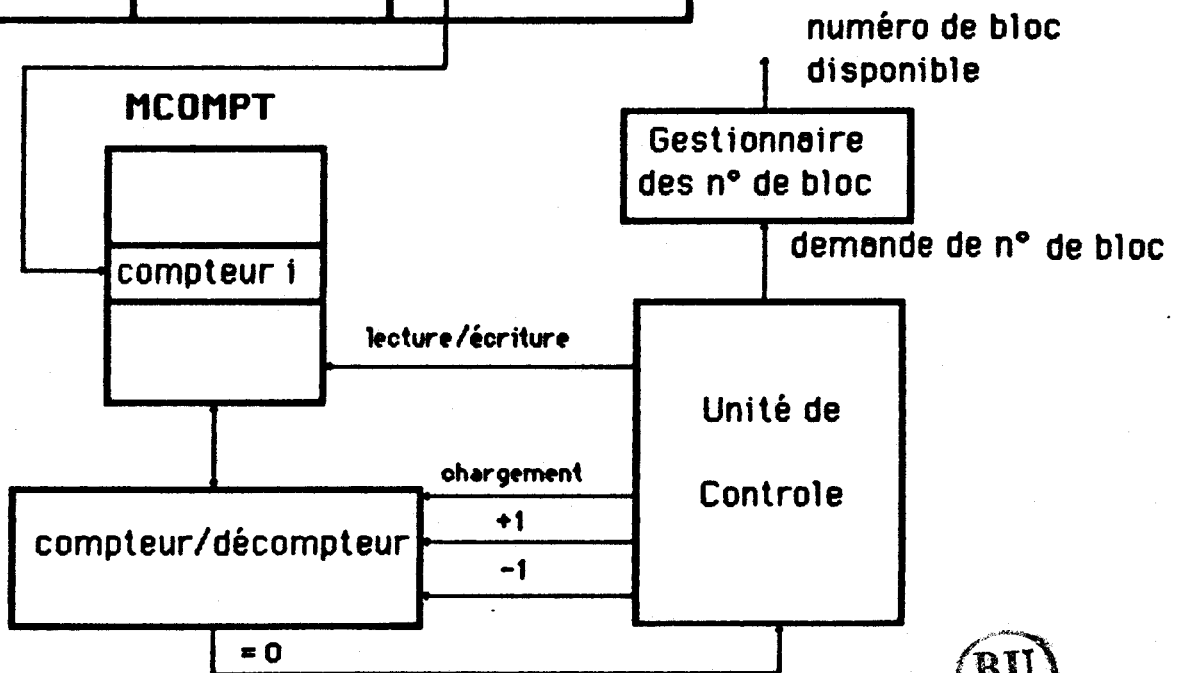 numéro de bloc
disponible
MCOMPT
Gestionnaire
des n° de bloc
compteur i
demande de n° de bloc
lecture/écriture
Unité de
Controle
chargement
+1
compteur/décompteur
-1
= 0
BU